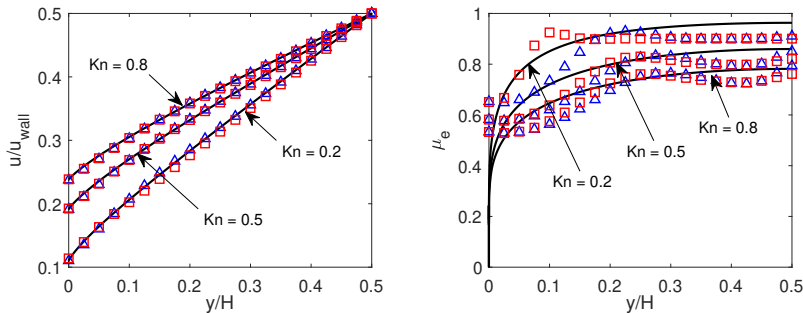 0.5
0.4
0.3
0.2
0.1
u/u_wall
Kn = 0.8
Kn = 0.2
Kn = 0.5
0 0.1 0.2 0.3 0.4 0.5
y/H
1
0.8
0.6
0.4
0.2
0
μ_e
Kn = 0.8
Kn = 0.5
Kn = 0.2
0 0.1 0.2 0.3 0.4 0.5
y/H